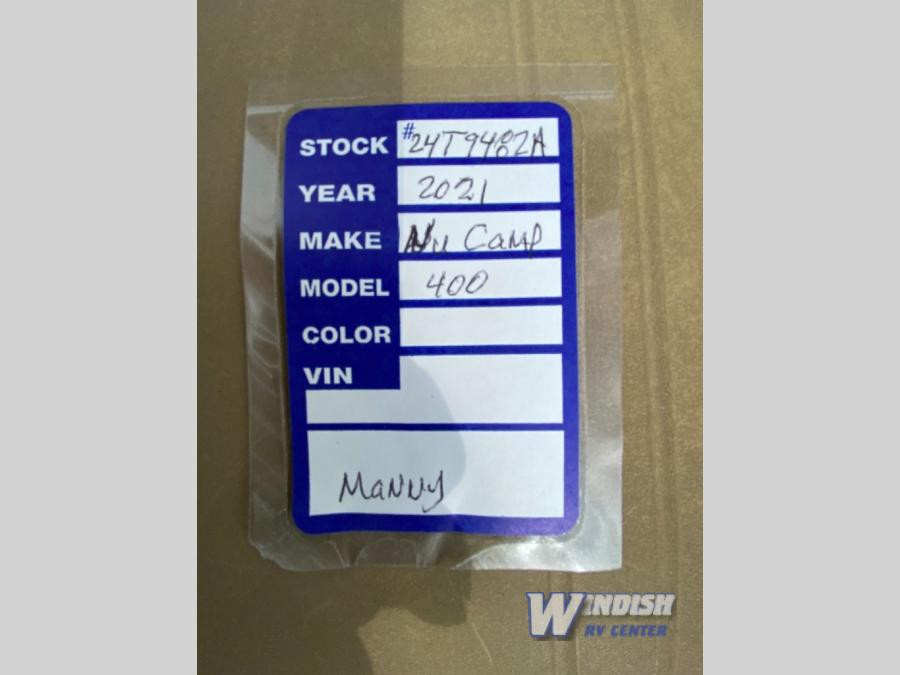 STOCK #24T9482A
YEAR 2021
MAKE Nu Camp
MODEL 400
COLOR
VIN
Manny
WINDISH
RV CENTER